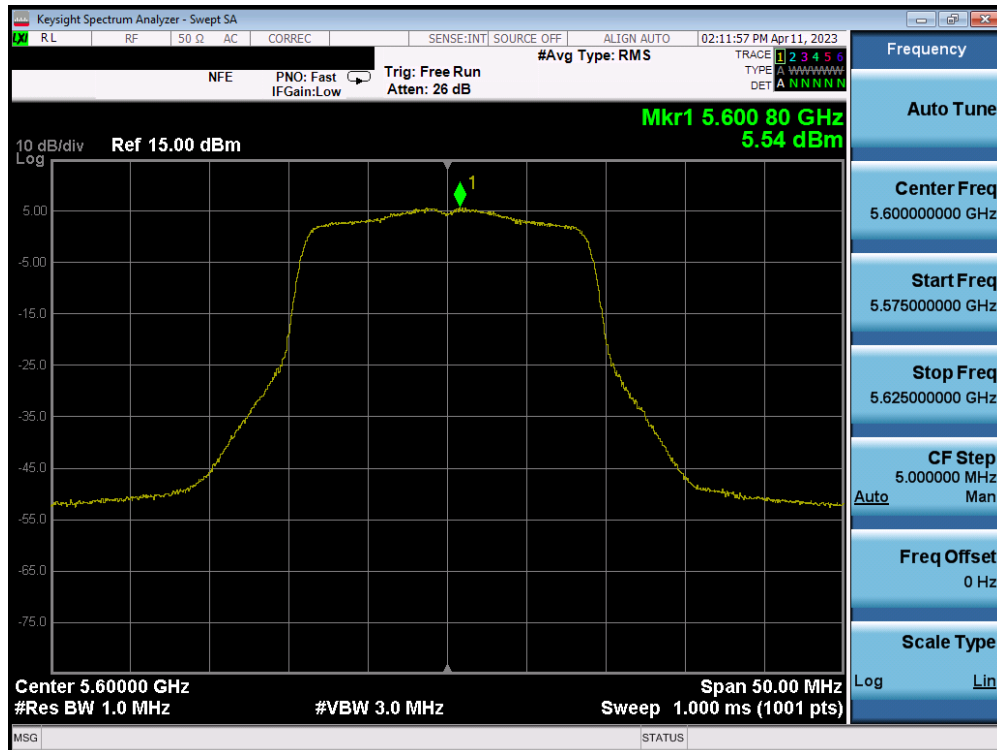 Keysight Spectrum Analyzer - Swept SA
LXI RL RF 50 Ω AC CORREC SENSE:INT SOURCE OFF ALIGN AUTO 02:11:57 PM Apr 11, 2023
#Avg Type: RMS
TRACE 1 2 3 4 5 6
TYPE A WWWWW
DET A N N N N N
NFE PNO: Fast Trig: Free Run
IFGain:Low Atten: 26 dB
Mkr1 5.600 80 GHz
5.54 dBm
10 dB/div Ref 15.00 dBm
Log
1
5.00
-5.00
-15.0
-25.0
-35.0
-45.0
-55.0
-65.0
-75.0
Center 5.60000 GHz Span 50.00 MHz
#Res BW 1.0 MHz #VBW 3.0 MHz Sweep 1.000 ms (1001 pts)
MSG STATUS
Frequency
Auto Tune
Center Freq
5.600000000 GHz
Start Freq
5.575000000 GHz
Stop Freq
5.625000000 GHz
CF Step
5.000000 MHz
Auto Man
Freq Offset
0 Hz
Scale Type
Log Lin